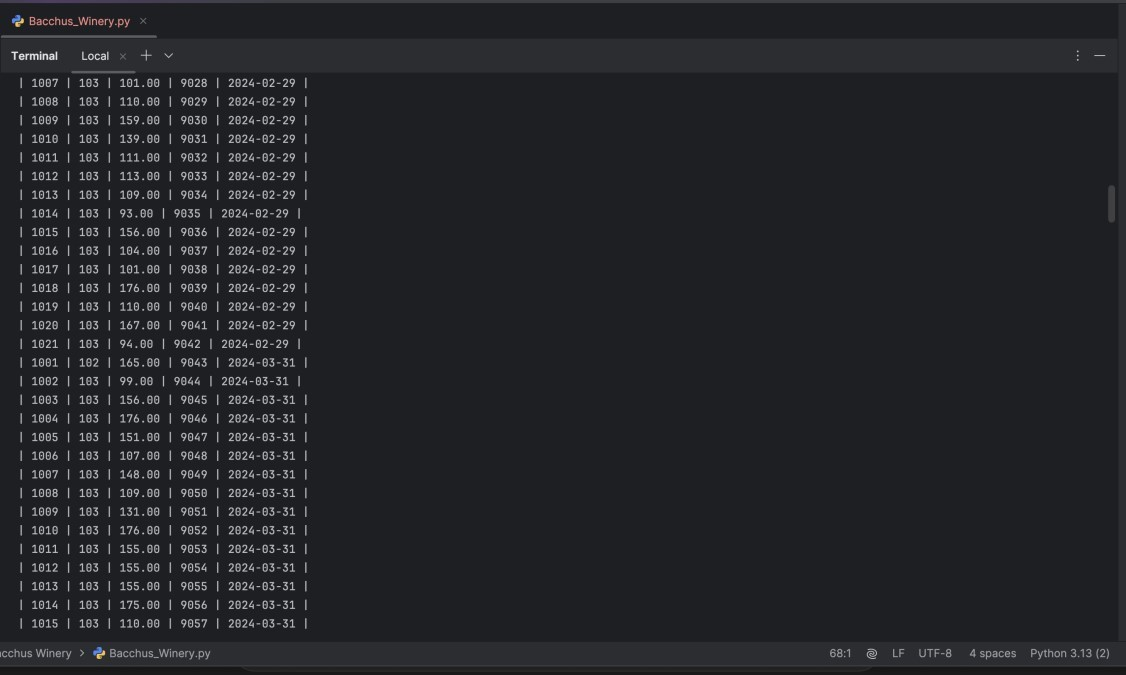 Bacchus_Winery.py
Terminal Local
| 1007 | 103 | 101.00 | 9028 | 2024-02-29 |
| 1008 | 103 | 110.00 | 9029 | 2024-02-29 |
| 1009 | 103 | 159.00 | 9030 | 2024-02-29 |
| 1010 | 103 | 139.00 | 9031 | 2024-02-29 |
| 1011 | 103 | 111.00 | 9032 | 2024-02-29 |
| 1012 | 103 | 113.00 | 9033 | 2024-02-29 |
| 1013 | 103 | 109.00 | 9034 | 2024-02-29 |
| 1014 | 103 | 93.00 | 9035 | 2024-02-29 |
| 1015 | 103 | 156.00 | 9036 | 2024-02-29 |
| 1016 | 103 | 104.00 | 9037 | 2024-02-29 |
| 1017 | 103 | 101.00 | 9038 | 2024-02-29 |
| 1018 | 103 | 176.00 | 9039 | 2024-02-29 |
| 1019 | 103 | 110.00 | 9040 | 2024-02-29 |
| 1020 | 103 | 167.00 | 9041 | 2024-02-29 |
| 1021 | 103 | 94.00 | 9042 | 2024-02-29 |
| 1001 | 102 | 165.00 | 9043 | 2024-03-31 |
| 1002 | 103 | 99.00 | 9044 | 2024-03-31 |
| 1003 | 103 | 156.00 | 9045 | 2024-03-31 |
| 1004 | 103 | 176.00 | 9046 | 2024-03-31 |
| 1005 | 103 | 151.00 | 9047 | 2024-03-31 |
| 1006 | 103 | 107.00 | 9048 | 2024-03-31 |
| 1007 | 103 | 148.00 | 9049 | 2024-03-31 |
| 1008 | 103 | 109.00 | 9050 | 2024-03-31 |
| 1009 | 103 | 131.00 | 9051 | 2024-03-31 |
| 1010 | 103 | 176.00 | 9052 | 2024-03-31 |
| 1011 | 103 | 155.00 | 9053 | 2024-03-31 |
| 1012 | 103 | 155.00 | 9054 | 2024-03-31 |
| 1013 | 103 | 155.00 | 9055 | 2024-03-31 |
| 1014 | 103 | 175.00 | 9056 | 2024-03-31 |
| 1015 | 103 | 110.00 | 9057 | 2024-03-31 |
acchus Winery > Bacchus_Winery.py 68:1 LF UTF-8 4 spaces Python 3.13 (2)